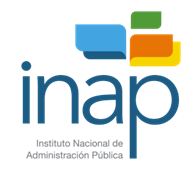 inap
Instituto Nacional de
Administración Pública